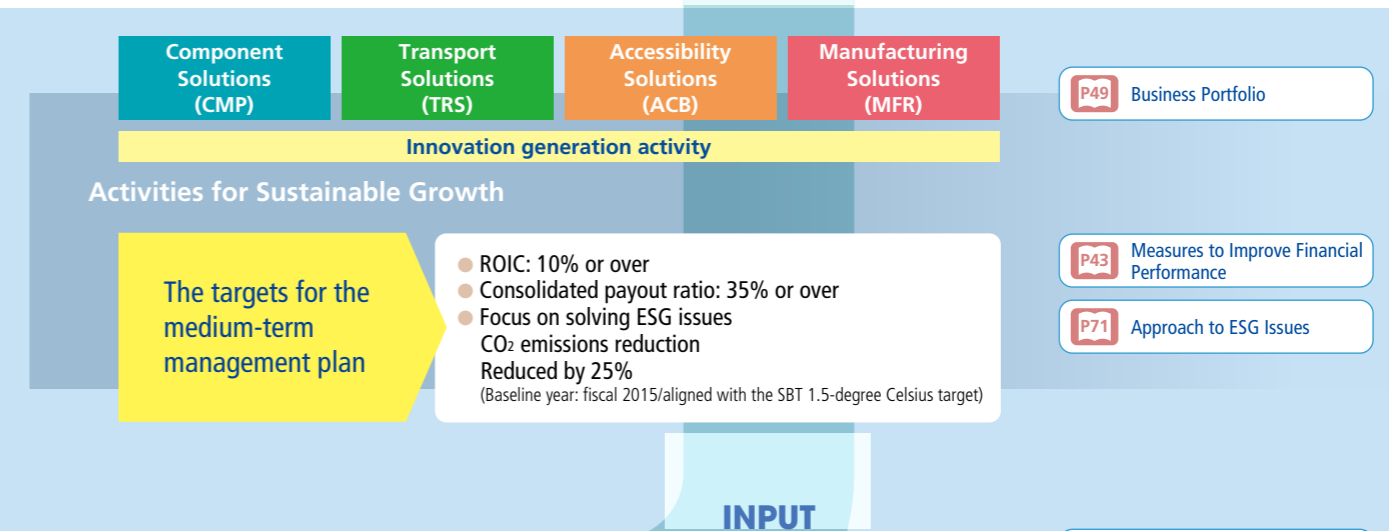 Component
Solutions
(CMP)
Transport
Solutions
(TRS)
Accessibility
Solutions
(ACB)
Manufacturing
Solutions
(MFR)
P49 Business Portfolio
Innovation generation activity
Activities for Sustainable Growth
The targets for the
medium-term
management plan
● ROIC: 10% or over
● Consolidated payout ratio: 35% or over
● Focus on solving ESG issues
CO₂ emissions reduction
Reduced by 25%
(Baseline year: fiscal 2015/aligned with the SBT 1.5-degree Celsius target)
P43 Measures to Improve Financial
Performance
P71 Approach to ESG Issues
INPUT